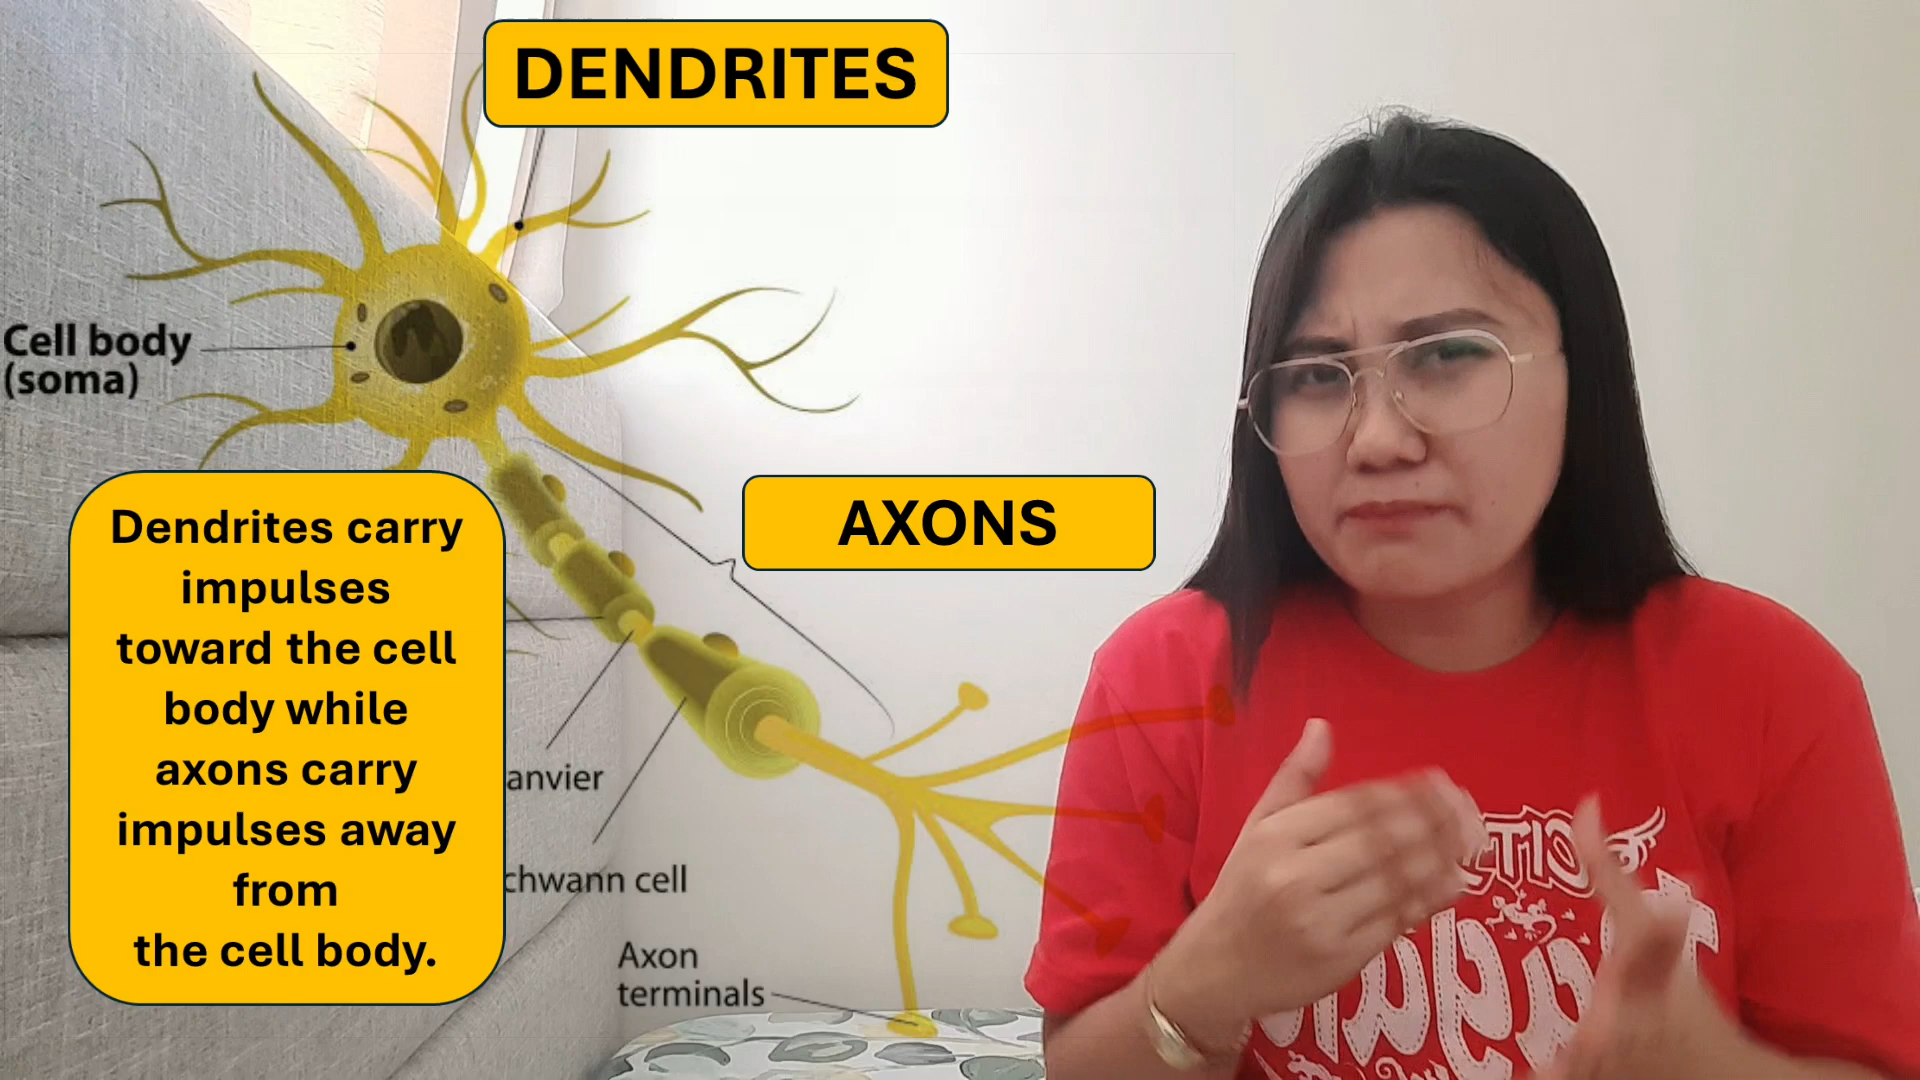 DENDRITES
Cell body
(soma)
AXONS
Dendrites carry
impulses
toward the cell
body while
axons carry
impulses away
from
the cell body.
anvier
chwann cell
Axon
terminals